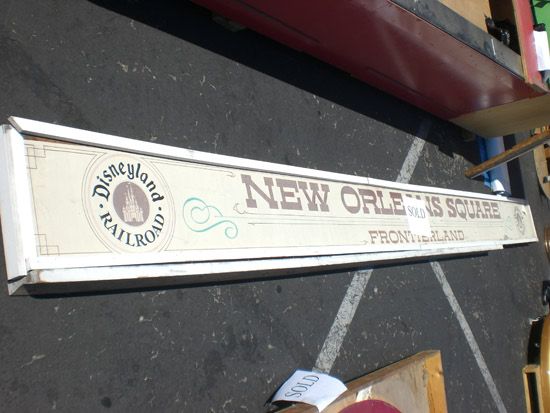 Disneyland
RAILROAD
NEW ORLEANS SQUARE
FRONTIERLAND
SOLD
SOLD